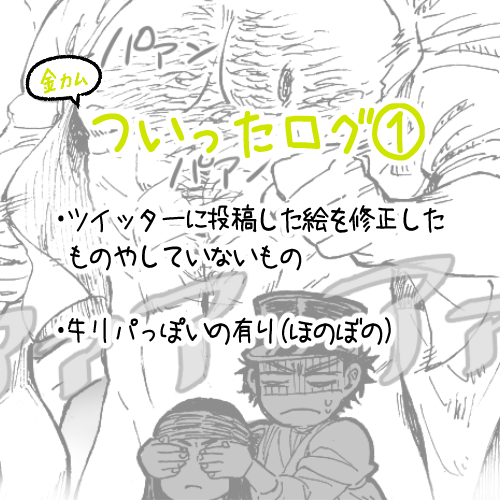 パアン
金カム
ついったログ①
パアン
・ツイッターに投稿した絵を修正した
ものやしていないもの
・牛リパっぽいの有り(ほのぼの)